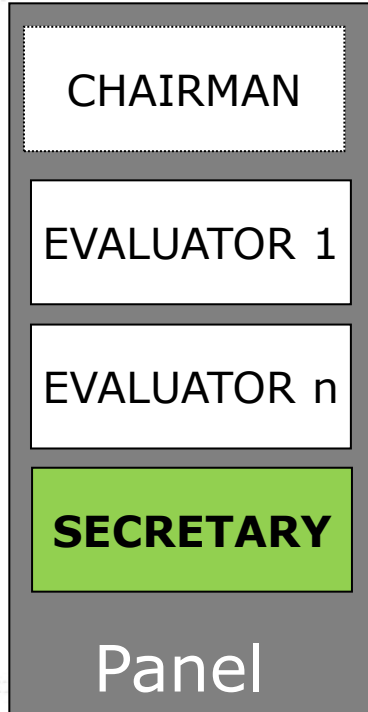 CHAIRMAN
EVALUATOR 1
EVALUATOR n
SECRETARY
Panel